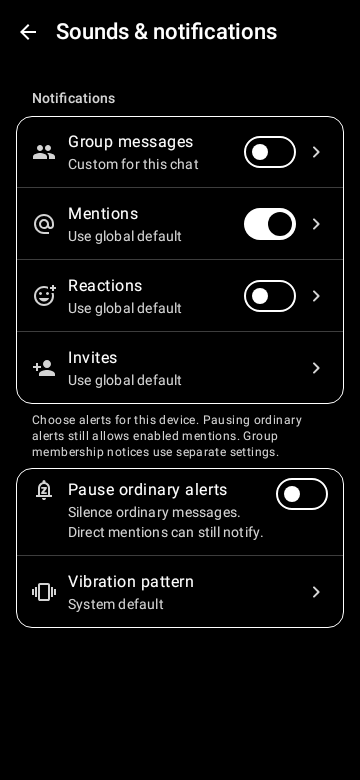 Sounds & notifications
Notifications
Group messages
Custom for this chat
Mentions
Use global default
Reactions
Use global default
Invites
Use global default
Choose alerts for this device. Pausing ordinary
alerts still allows enabled mentions. Group
membership notices use separate settings.
Pause ordinary alerts
Silence ordinary messages.
Direct mentions can still notify.
Vibration pattern
System default